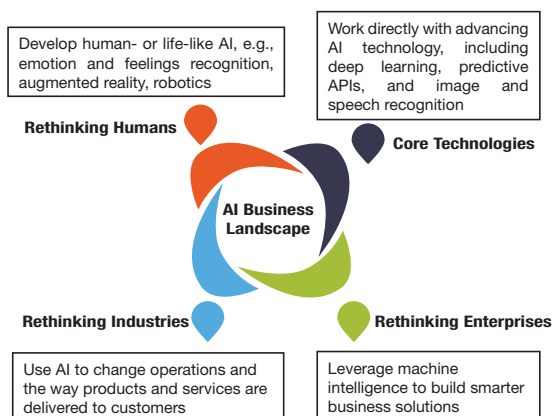 Develop human- or life-like AI, e.g.,
emotion and feelings recognition,
augmented reality, robotics
Work directly with advancing
AI technology, including
deep learning, predictive
APIs, and image and
speech recognition
Rethinking Humans
Core Technologies
AI Business
Landscape
Rethinking Industries
Rethinking Enterprises
Use AI to change operations and
the way products and services are
delivered to customers
Leverage machine
intelligence to build smarter
business solutions